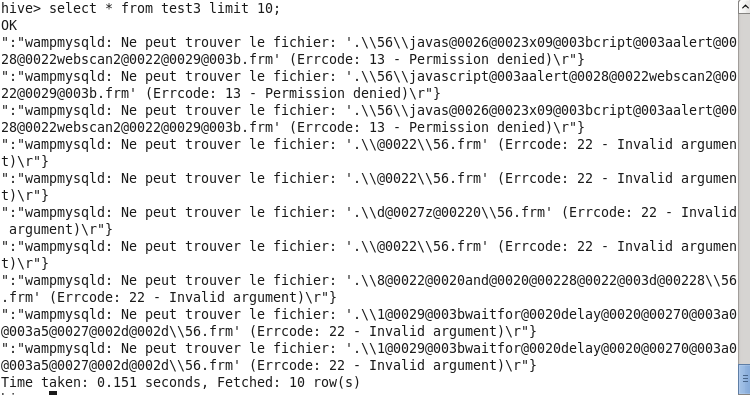 hive> select * from test3 limit 10;
OK
":"wampmysqld: Ne peut trouver le fichier: '.\\56\\javas@0026@0023x09@003bcript@003aalert@00
28@0022webscan2@0022@0029@003b.frm' (Errcode: 13 - Permission denied)\r"}
":"wampmysqld: Ne peut trouver le fichier: '.\\56\\javascript@003aalert@0028@0022webscan2@00
22@0029@003b.frm' (Errcode: 13 - Permission denied)\r"}
":"wampmysqld: Ne peut trouver le fichier: '.\\56\\javas@0026@0023x09@003bcript@003aalert@00
28@0022webscan2@0022@0029@003b.frm' (Errcode: 13 - Permission denied)\r"}
":"wampmysqld: Ne peut trouver le fichier: '.\\@0022\\56.frm' (Errcode: 22 - Invalid argumen
t)\r"}
":"wampmysqld: Ne peut trouver le fichier: '.\\@0022\\56.frm' (Errcode: 22 - Invalid argumen
t)\r"}
":"wampmysqld: Ne peut trouver le fichier: '.\\d@0027z@00220\\56.frm' (Errcode: 22 - Invalid
 argument)\r"}
":"wampmysqld: Ne peut trouver le fichier: '.\\@0022\\56.frm' (Errcode: 22 - Invalid argumen
t)\r"}
":"wampmysqld: Ne peut trouver le fichier: '.\\8@0022@0020and@0020@00228@0022@003d@00228\\56
.frm' (Errcode: 22 - Invalid argument)\r"}
":"wampmysqld: Ne peut trouver le fichier: '.\\1@0029@003bwaitfor@0020delay@0020@00270@003a0
@003a5@0027@002d@002d\\56.frm' (Errcode: 22 - Invalid argument)\r"}
":"wampmysqld: Ne peut trouver le fichier: '.\\1@0029@003bwaitfor@0020delay@0020@00270@003a0
@003a5@0027@002d@002d\\56.frm' (Errcode: 22 - Invalid argument)\r"}
Time taken: 0.151 seconds, Fetched: 10 row(s)